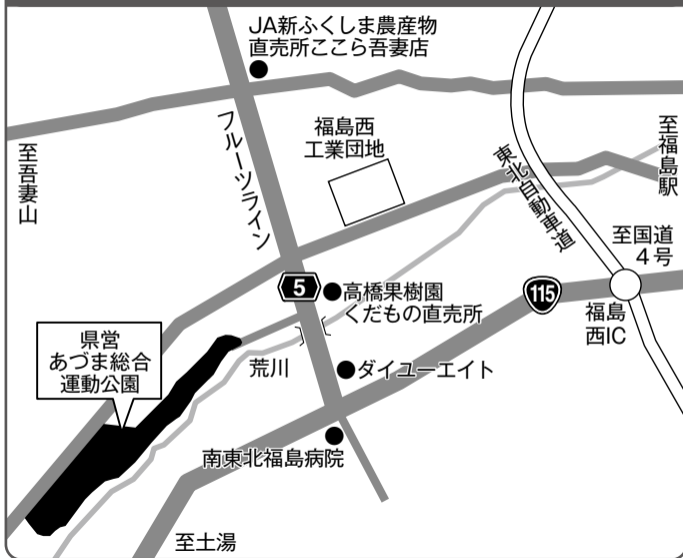 JA新ふくしま農産物
直売所ここら吾妻店
フルーツライン
福島西
工業団地
至吾妻山
東北自動車道
至福島駅
至国道
4号
5
高橋果樹園
くだもの直売所
115
福島
西IC
県営
あづま総合
運動公園
荒川
ダイユーエイト
南東北福島病院
至土湯